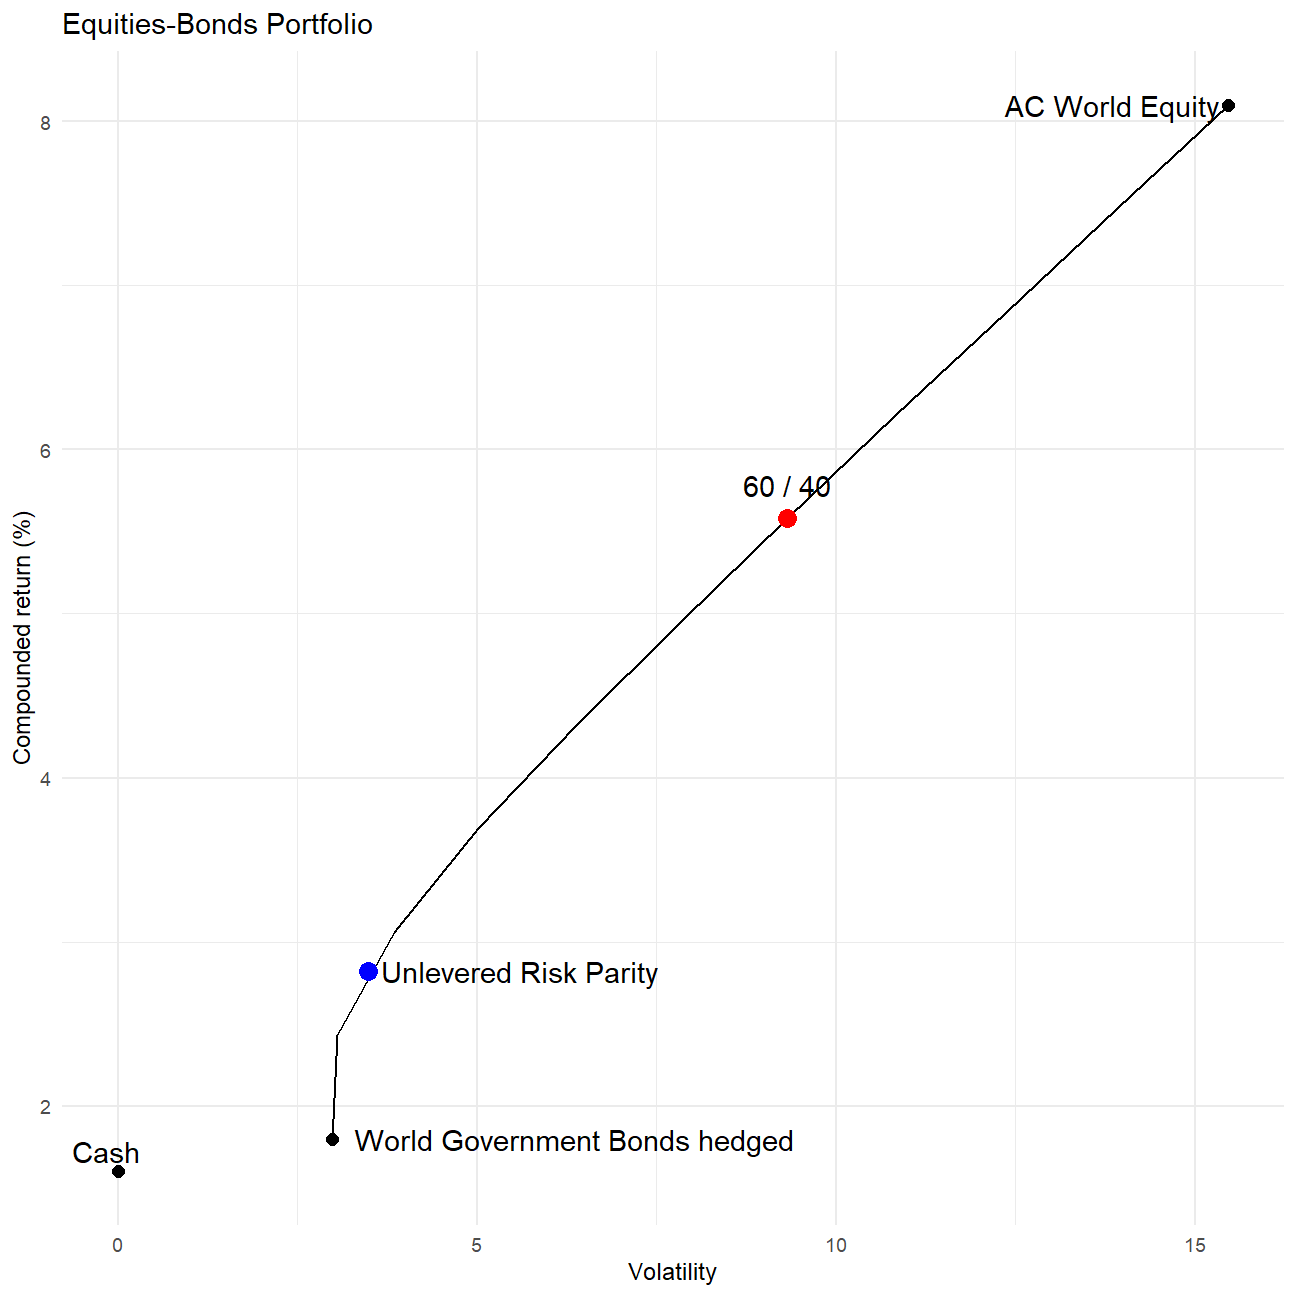 Equities-Bonds Portfolio
AC World Equity
8
6
60 / 40
Compounded return (%)
4
Unlevered Risk Parity
2
World Government Bonds hedged
Cash
0 5 10 15
Volatility